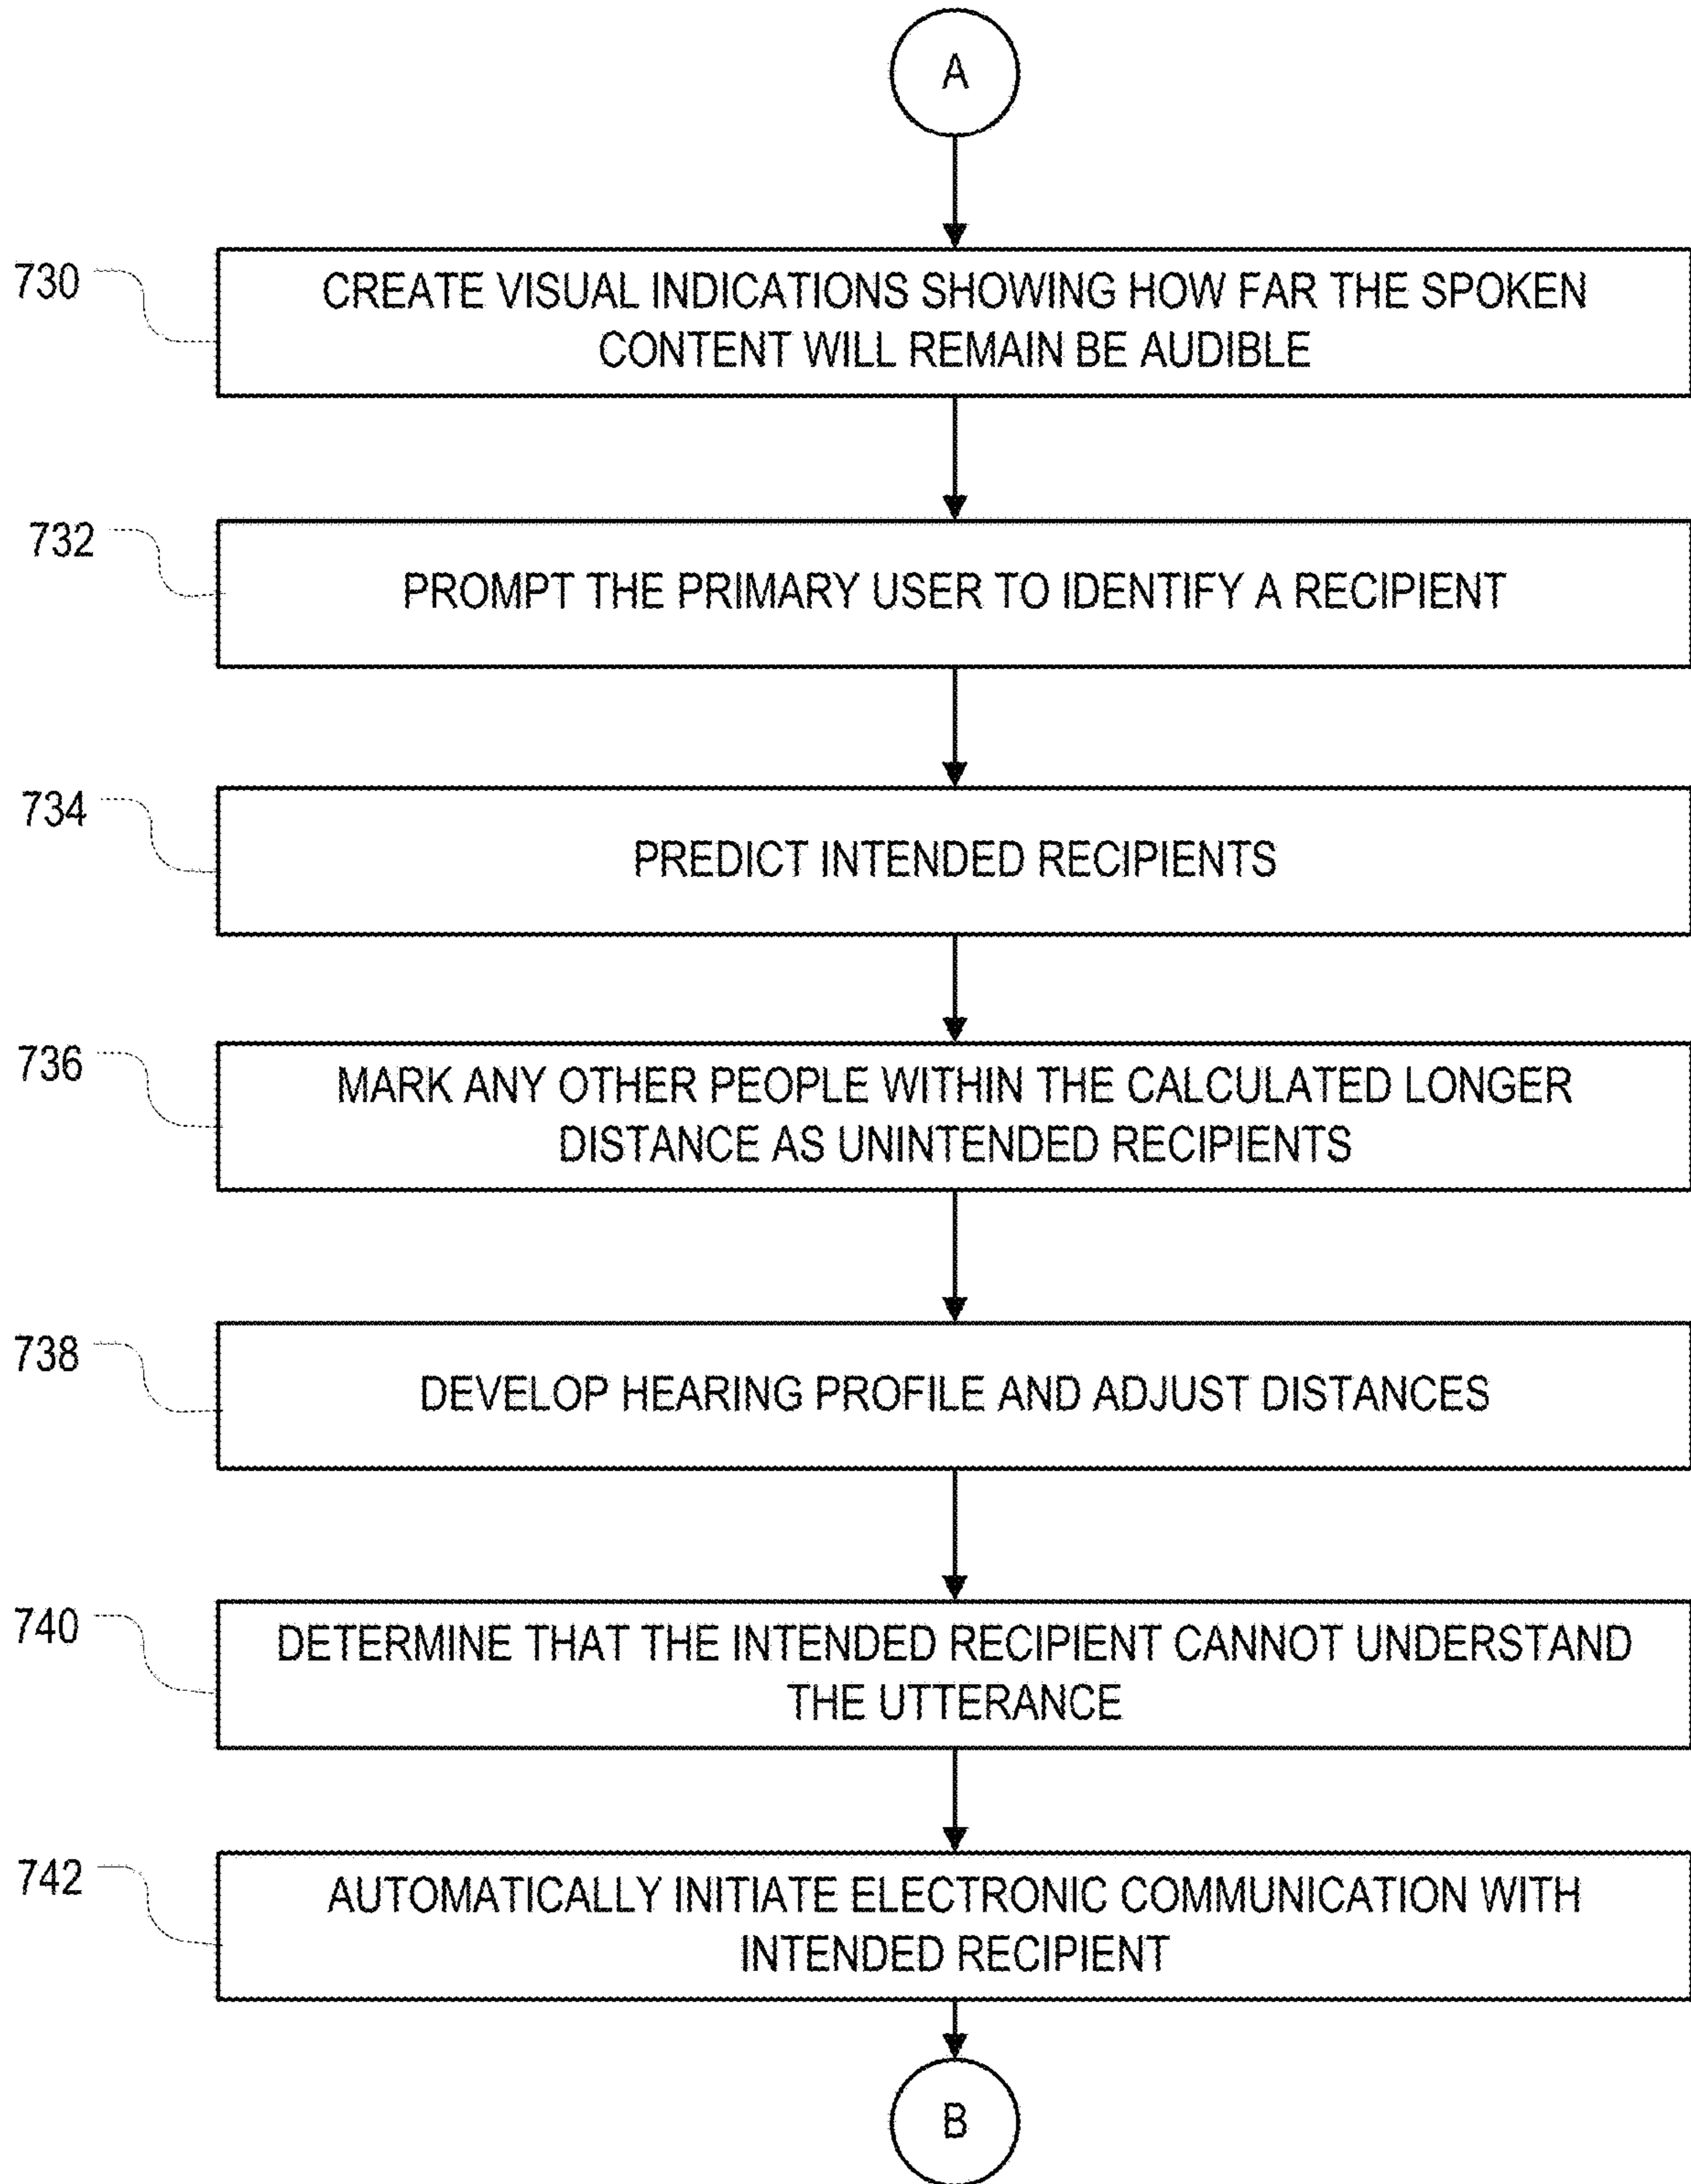 A
730
CREATE VISUAL INDICATIONS SHOWING HOW FAR THE SPOKEN
CONTENT WILL REMAIN BE AUDIBLE
732
PROMPT THE PRIMARY USER TO IDENTIFY A RECIPIENT
734
PREDICT INTENDED RECIPIENTS
736
MARK ANY OTHER PEOPLE WITHIN THE CALCULATED LONGER
DISTANCE AS UNINTENDED RECIPIENTS
738
DEVELOP HEARING PROFILE AND ADJUST DISTANCES
740
DETERMINE THAT THE INTENDED RECIPIENT CANNOT UNDERSTAND
THE UTTERANCE
742
AUTOMATICALLY INITIATE ELECTRONIC COMMUNICATION WITH
INTENDED RECIPIENT
B